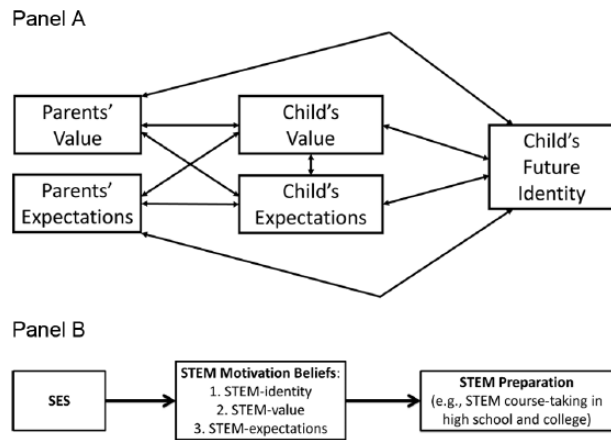 Panel A
Parents'
Value
Child's
Value
Parents'
Expectations
Child's
Expectations
Child's
Future
Identity
Panel B
SES
STEM Motivation Beliefs:
1. STEM-identity
2. STEM-value
3. STEM-expectations
STEM Preparation
(e.g., STEM course-taking in
high school and college)